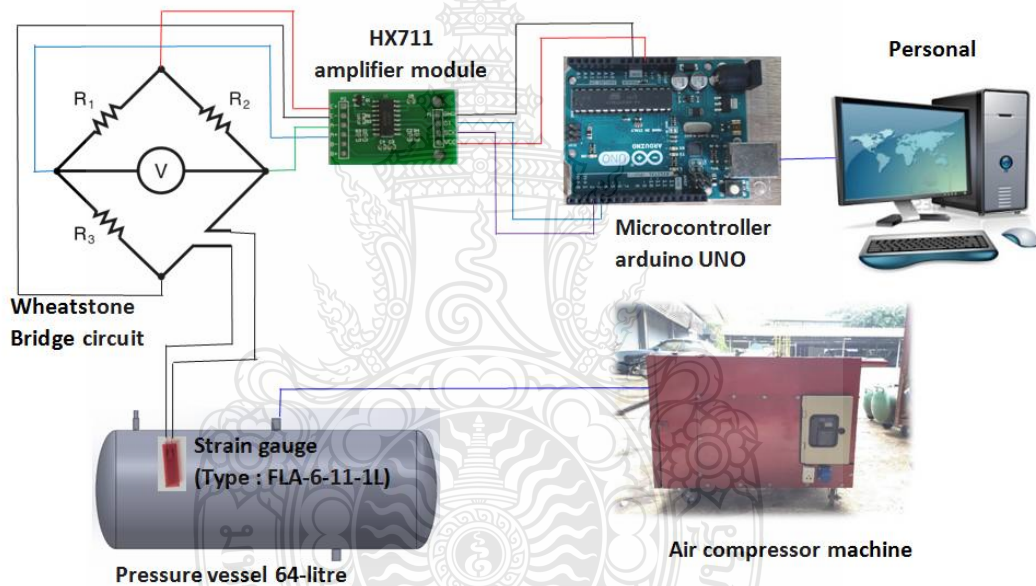 HX711
amplifier module
Personal
R1
R2
V
R3
UNO
Microcontroller
arduino UNO
Wheatstone
Bridge circuit
Strain gauge
(Type : FLA-6-11-1L)
Air compressor machine
Pressure vessel 64-litre